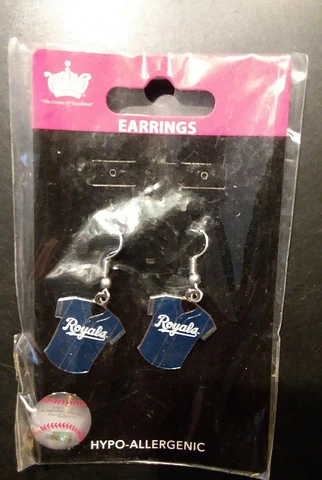 "The Crown Of Excellence"
EARRINGS
Royals
Royals
HYPO-ALLERGENIC